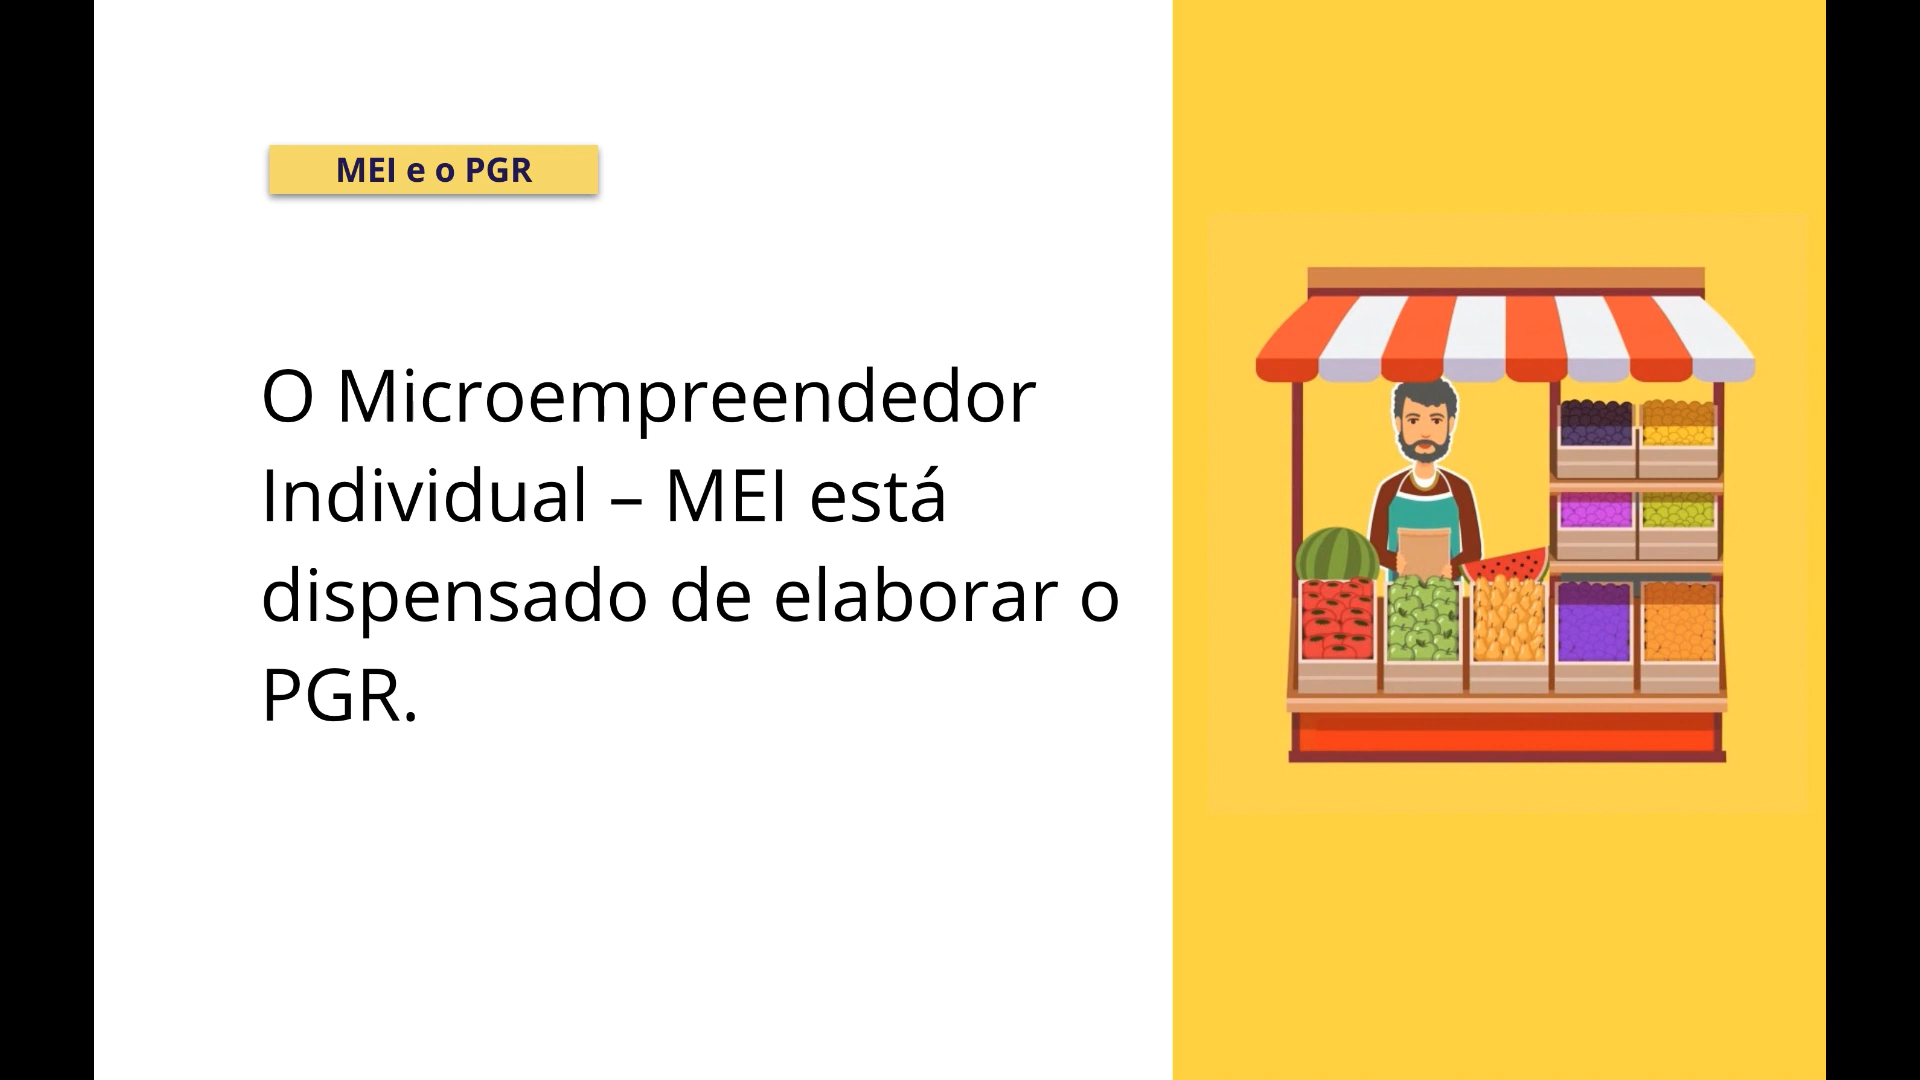 MEI e o PGR
O Microempreendedor
Individual – MEI está
dispensado de elaborar o
PGR.